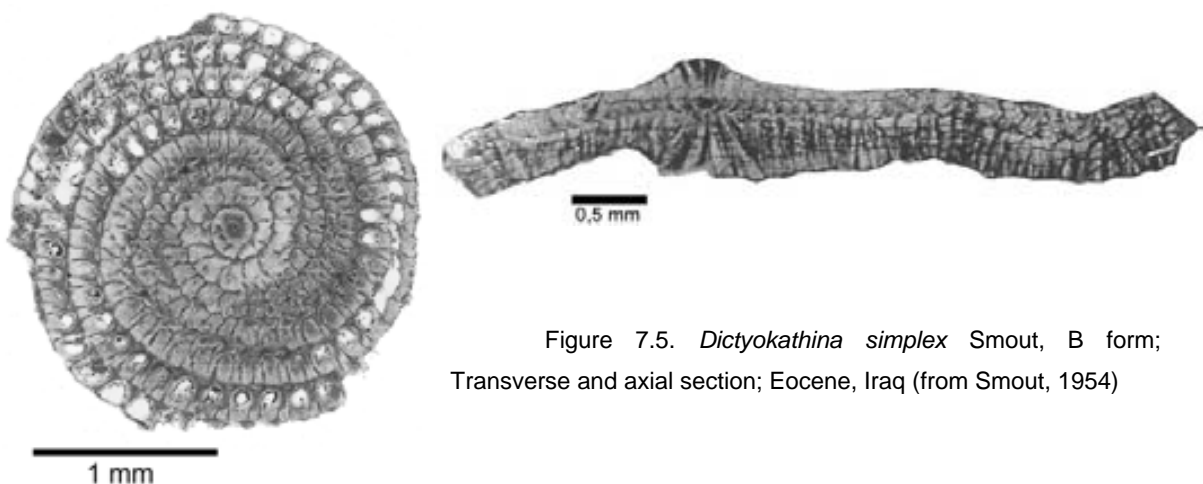 0,5 mm
Figure 7.5. Dictyokathina simplex Smout, B form;
Transverse and axial section; Eocene, Iraq (from Smout, 1954)
1 mm